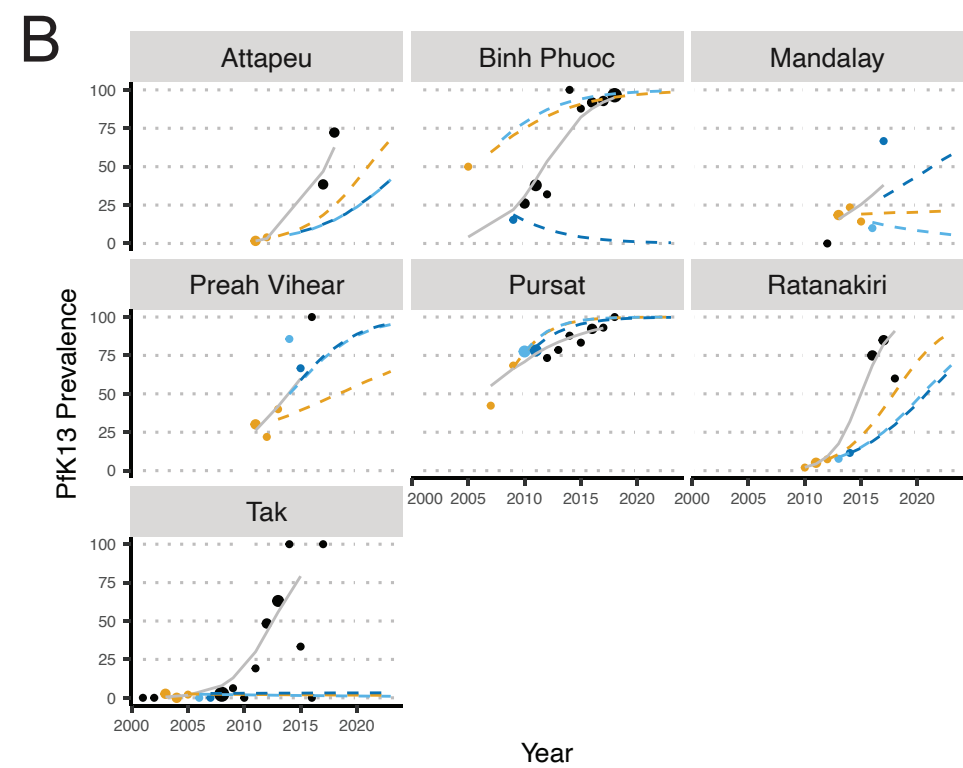 B
Attapeu Binh Phuoc Mandalay
100
75
50
25
0
Preah Vihear Pursat Ratanakiri
100
75
50
25
0
2000 2005 2010 2015 2020 2000 2005 2010 2015 2020
Tak
100
75
50
25
0
2000 2005 2010 2015 2020
PfK13 Prevalence
Year